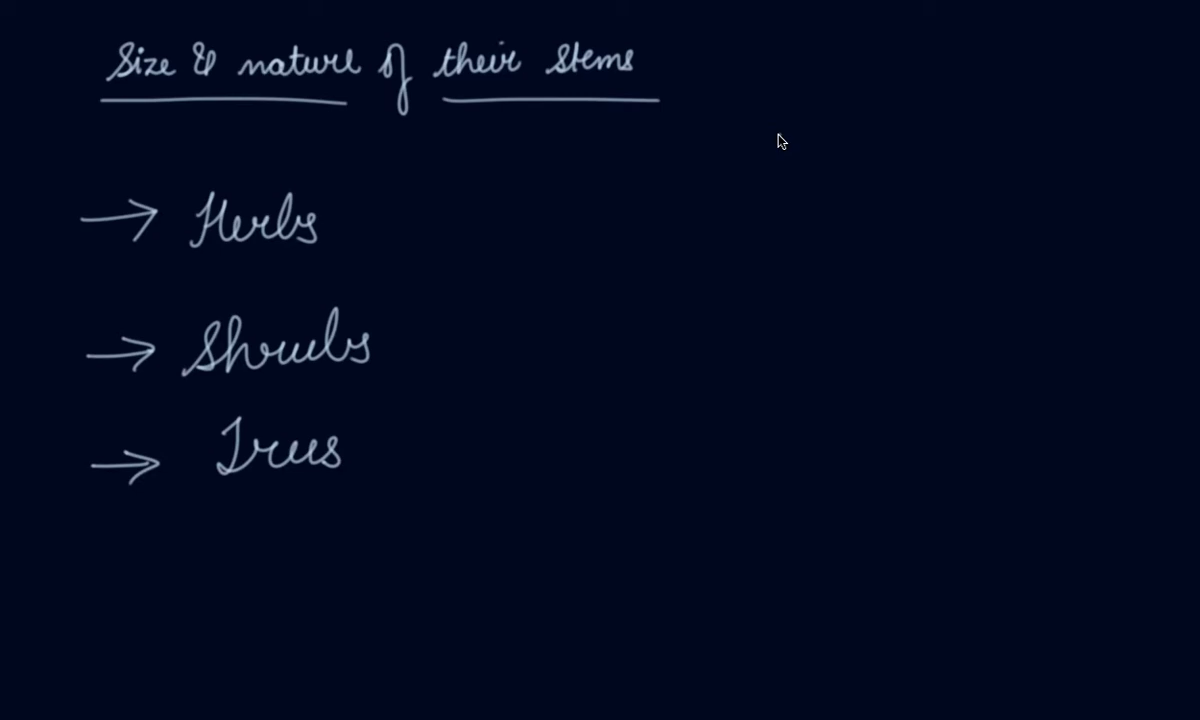 Size & nature of their stems
→ Herbs
→ Shrubs
→ Trees